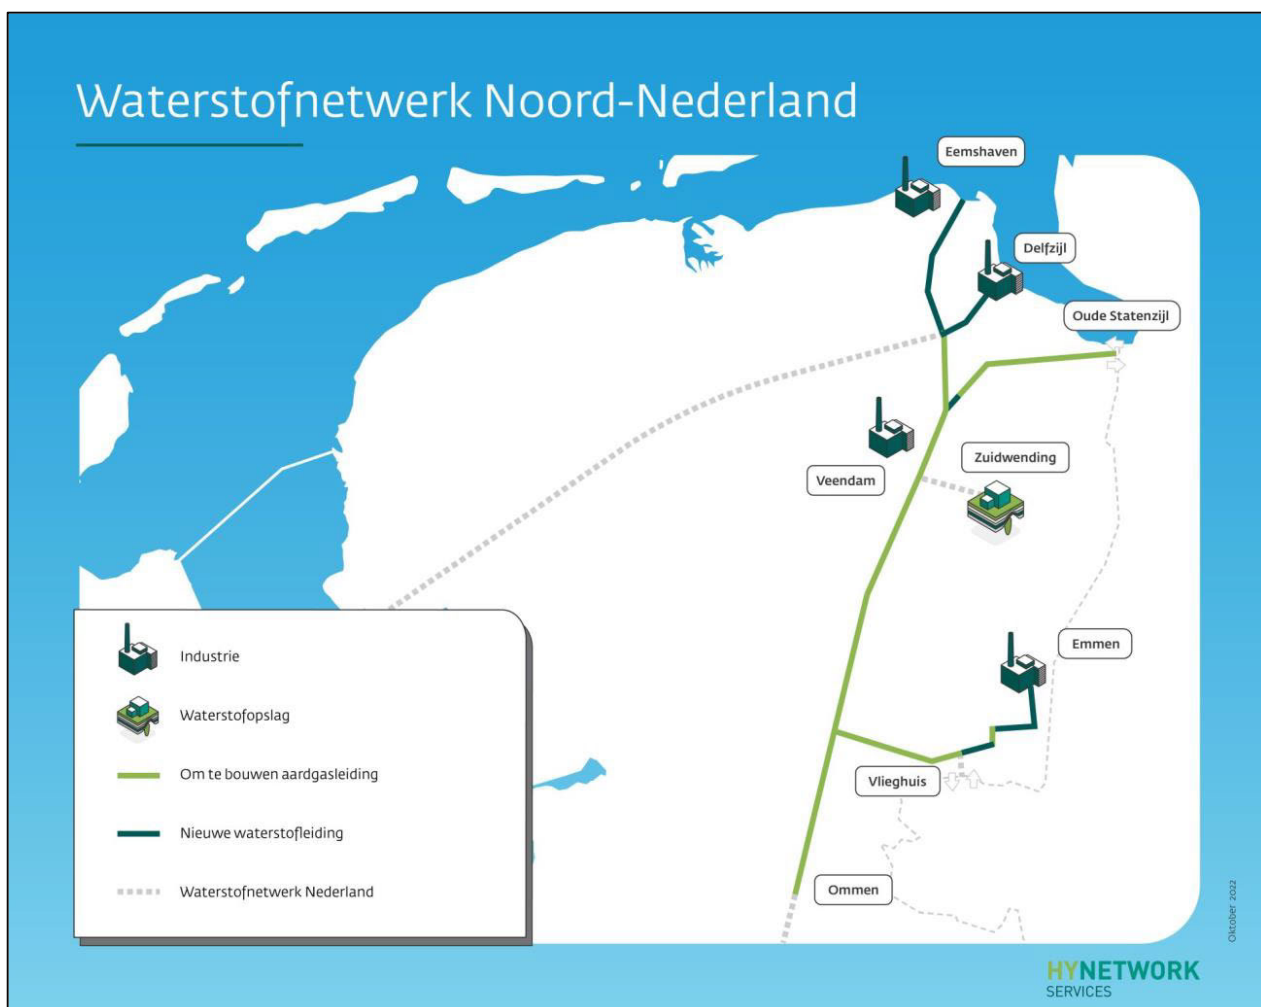 Waterstofnetwerk Noord-Nederland
Eemshaven
Delfzijl
Oude Statenzijl
Veendam
Zuidwending
Emmen
Vlieghuis
Ommen
Industrie
Waterstofopslag
Om te bouwen aardgasleiding
Nieuwe waterstofleiding
Waterstofnetwerk Nederland
Oktober 2022
HYNETWORK
SERVICES